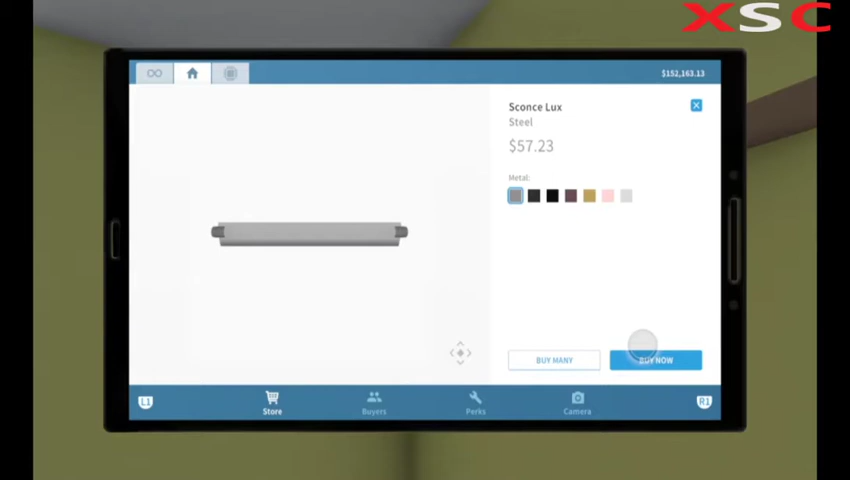 XSC
$152,163.13
Sconce Lux
Steel
$57.23
Metal:
BUY MANY
BUY NOW
L1
Store
Buyers
Perks
Camera
R1